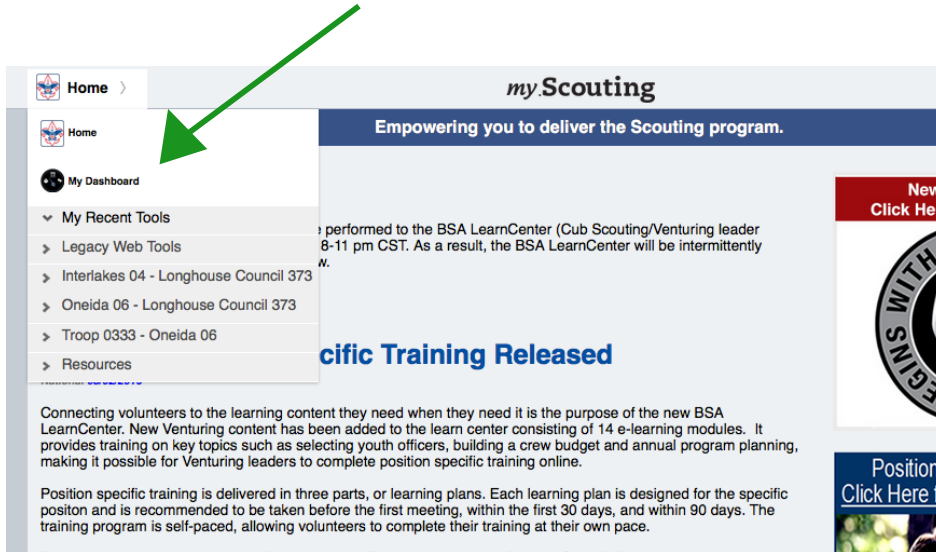 Home
my.Scouting
Home
Empowering you to deliver the Scouting program.
My Dashboard
My Recent Tools
Legacy Web Tools
Interlakes 04 - Longhouse Council 373
Oneida 06 - Longhouse Council 373
Troop 0333 - Oneida 06
Resources
performed to the BSA LearnCenter (Cub Scouting/Venturing leader
8-11 pm CST. As a result, the BSA LearnCenter will be intermittently
w.
cific Training Released
Connecting volunteers to the learning content they need when they need it is the purpose of the new BSA
LearnCenter. New Venturing content has been added to the learn center consisting of 14 e-learning modules. It
provides training on key topics such as selecting youth officers, building a crew budget and annual program planning,
making it possible for Venturing leaders to complete position specific training online.
Position specific training is delivered in three parts, or learning plans. Each learning plan is designed for the specific
positon and is recommended to be taken before the first meeting, within the first 30 days, and within 90 days. The
training program is self-paced, allowing volunteers to complete their training at their own pace.
New
Click He
WITH
EGINS
Position
Click Here